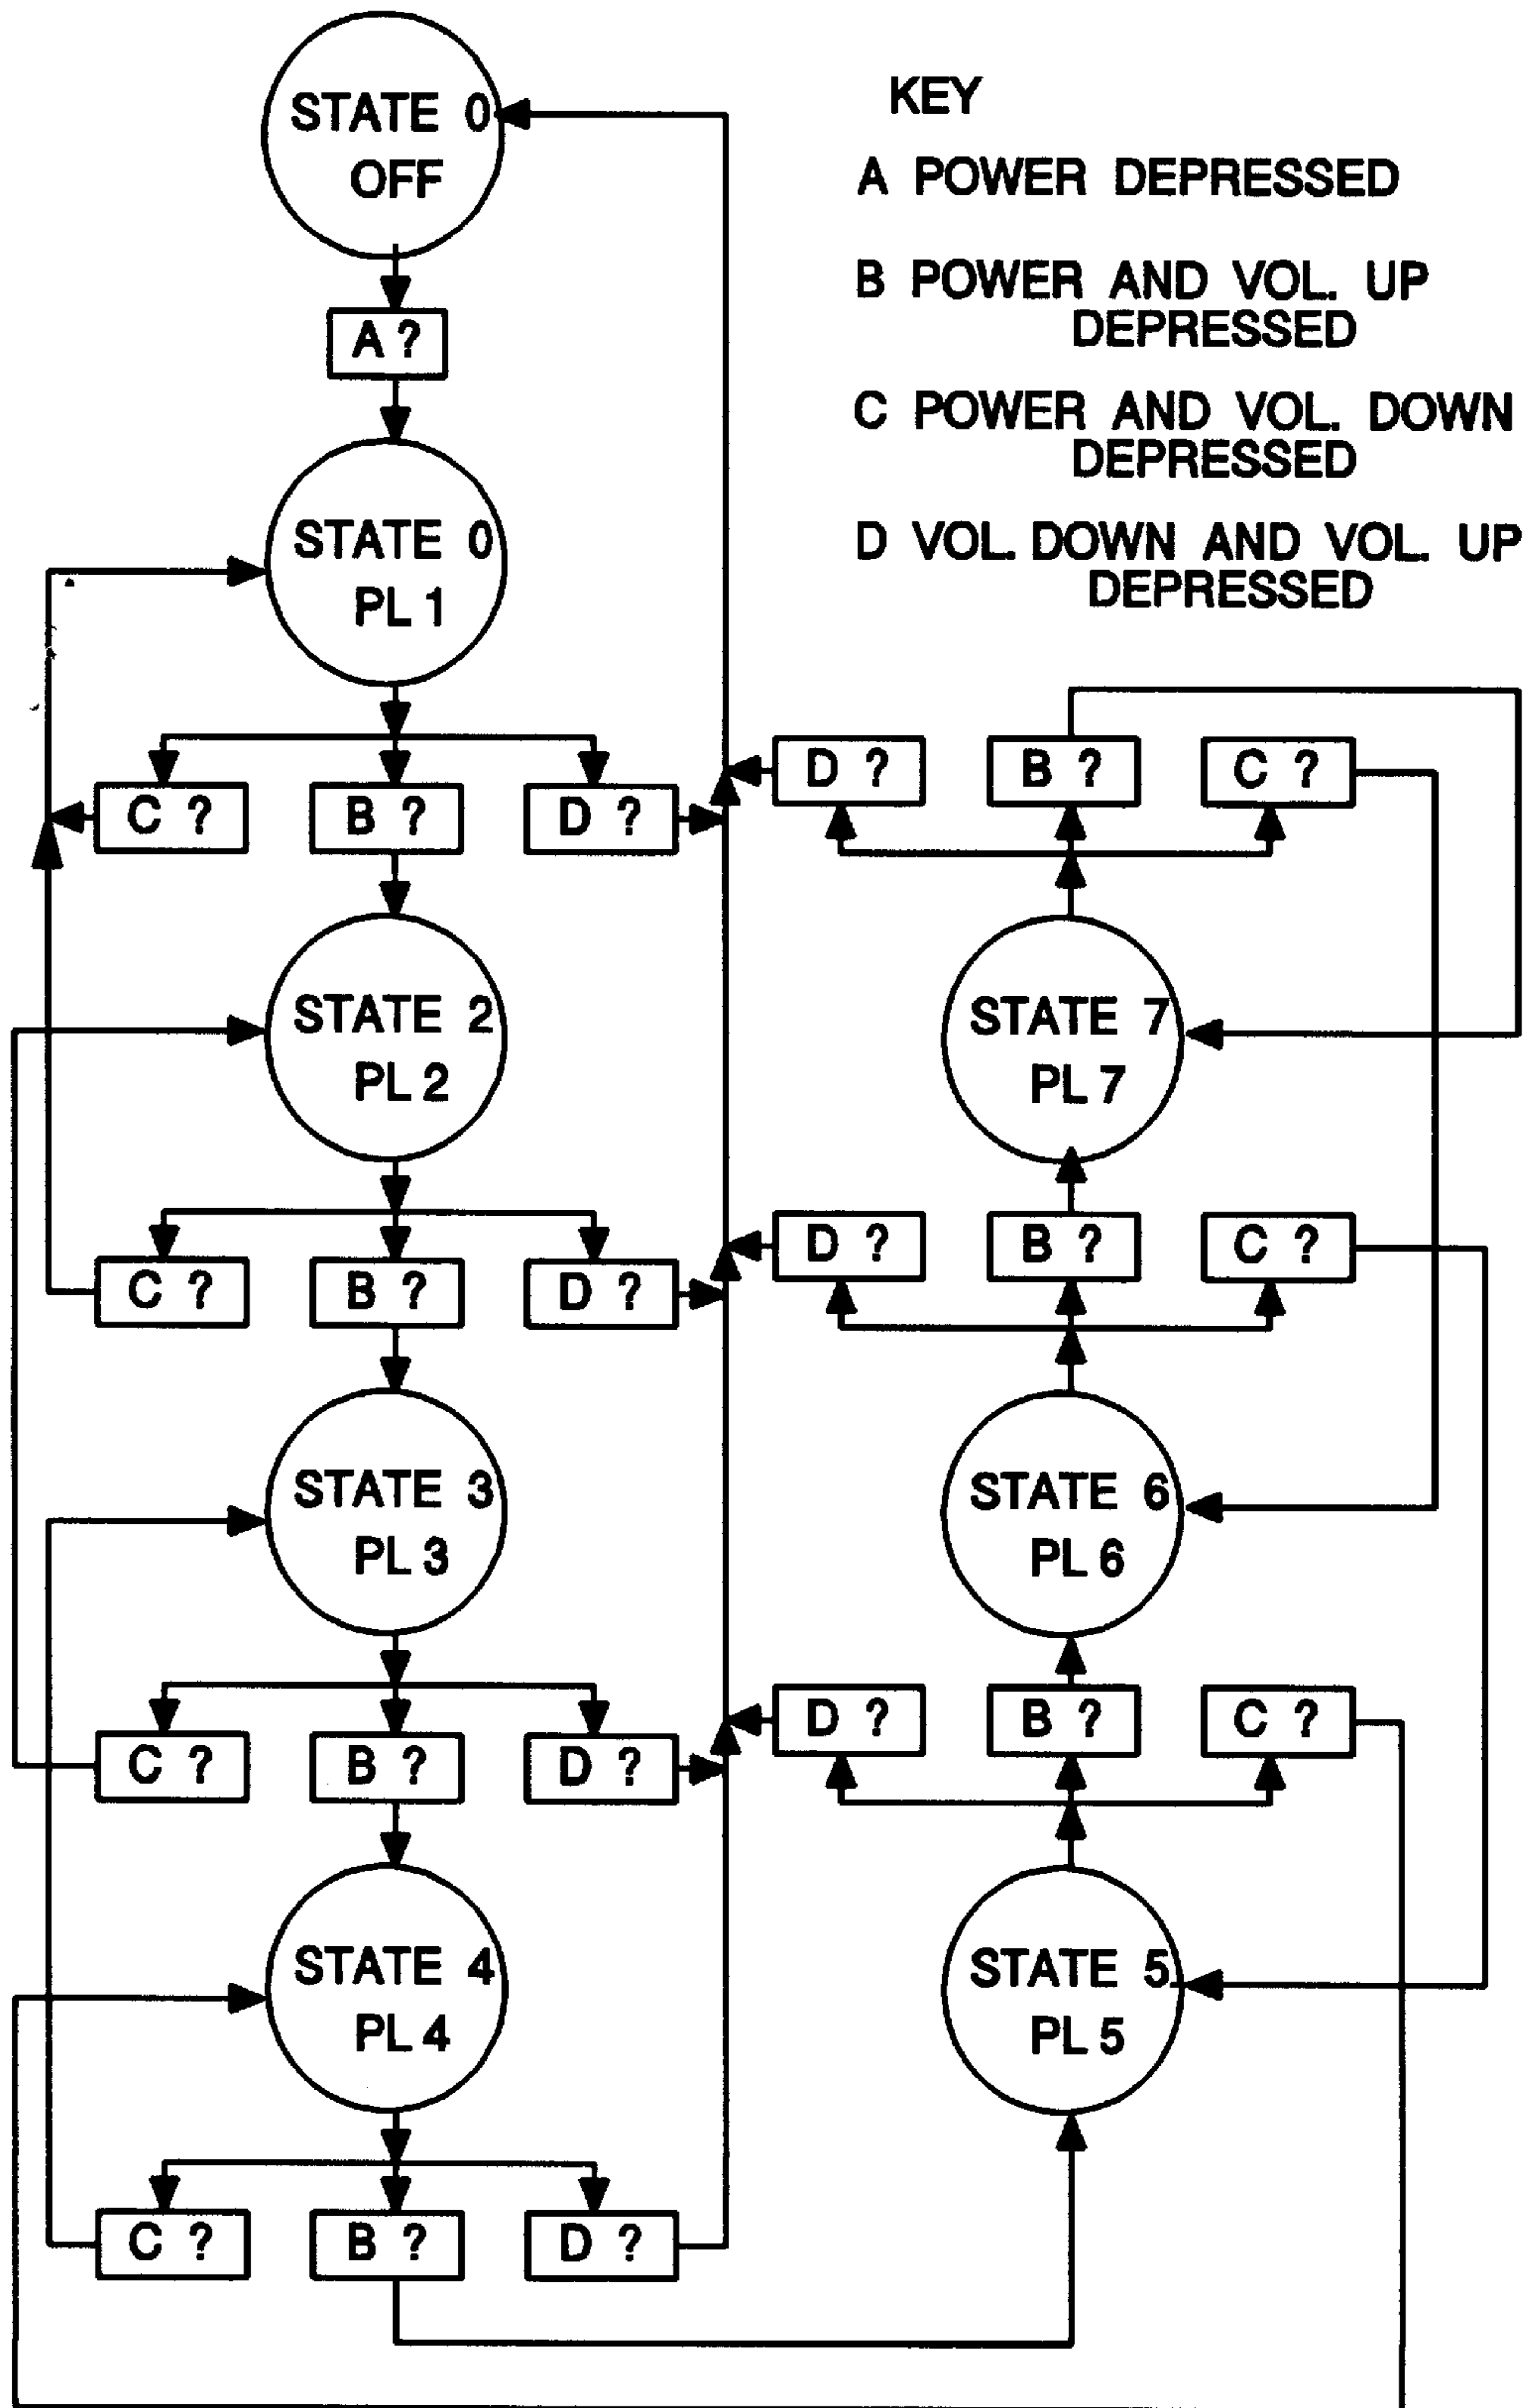 STATE 0
OFF
A ?
STATE 0
PL 1
C ? B ? D ?
STATE 2
PL 2
C ? B ? D ?
STATE 3
PL 3
C ? B ? D ?
STATE 4
PL 4
C ? B ? D ?
KEY
A POWER DEPRESSED
B POWER AND VOL. UP
DEPRESSED
C POWER AND VOL. DOWN
DEPRESSED
D VOL. DOWN AND VOL. UP
DEPRESSED
D ? B ? C ?
STATE 7
PL 7
D ? B ? C ?
STATE 6
PL 6
D ? B ? C ?
STATE 5
PL 5